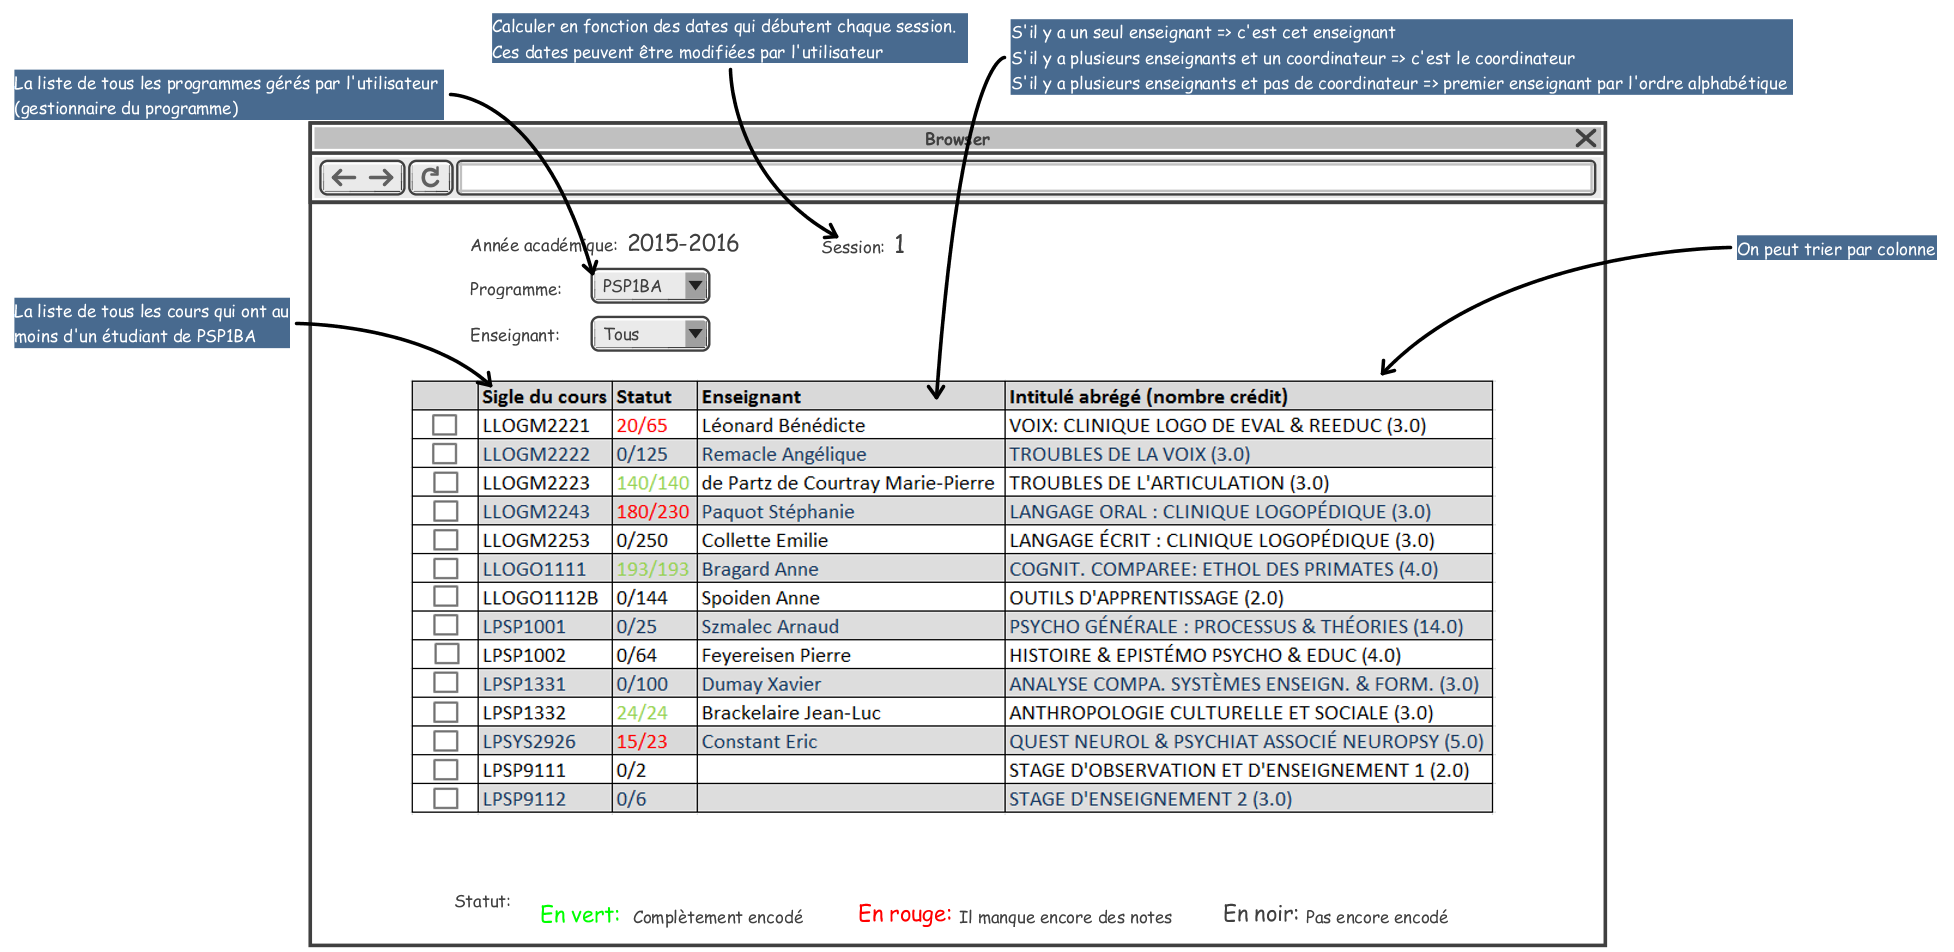 Calculer en fonction des dates qui débutent chaque session.
Ces dates peuvent être modifiées par l'utilisateur
S'il y a un seul enseignant => c'est cet enseignant
S'il y a plusieurs enseignants et un coordinateur => c'est le coordinateur
S'il y a plusieurs enseignants et pas de coordinateur => premier enseignant par l'ordre alphabétique
La liste de tous les programmes gérés par l'utilisateur
(gestionnaire du programme)
Browser
Année académique: 2015-2016 Session: 1
On peut trier par colonne
Programme: PSP1BA
La liste de tous les cours qui ont au
moins d'un étudiant de PSP1BA
Enseignant: Tous
Sigle du cours Statut Enseignant Intitulé abrégé (nombre crédit)
LLOGM2221 20/65 Léonard Bénédicte VOIX: CLINIQUE LOGO DE EVAL & REEDUC (3.0)
LLOGM2222 0/125 Remacle Angélique TROUBLES DE LA VOIX (3.0)
LLOGM2223 140/140 de Partz de Courtray Marie-Pierre TROUBLES DE L'ARTICULATION (3.0)
LLOGM2243 180/230 Paquot Stéphanie LANGAGE ORAL : CLINIQUE LOGOPÉDIQUE (3.0)
LLOGM2253 0/250 Collette Emilie LANGAGE ÉCRIT : CLINIQUE LOGOPÉDIQUE (3.0)
LLOGO1111 193/193 Bragard Anne COGNIT. COMPAREE: ETHOL DES PRIMATES (4.0)
LLOGO1112B 0/144 Spoiden Anne OUTILS D'APPRENTISSAGE (2.0)
LPSP1001 0/25 Szmalec Arnaud PSYCHO GÉNÉRALE : PROCESSUS & THÉORIES (14.0)
LPSP1002 0/64 Feyereisen Pierre HISTOIRE & EPISTÉMO PSYCHO & EDUC (4.0)
LPSP1331 0/100 Dumay Xavier ANALYSE COMPA. SYSTÈMES ENSEIGN. & FORM. (3.0)
LPSP1332 24/24 Brackelaire Jean-Luc ANTHROPOLOGIE CULTURELLE ET SOCIALE (3.0)
LPSYS2926 15/23 Constant Eric QUEST NEUROL & PSYCHIAT ASSOCIÉ NEUROPSY (5.0)
LPSP9111 0/2 STAGE D'OBSERVATION ET D'ENSEIGNEMENT 1 (2.0)
LPSP9112 0/6 STAGE D'ENSEIGNEMENT 2 (3.0)
Statut: En vert: Complètement encodé En rouge: Il manque encore des notes En noir: Pas encore encodé